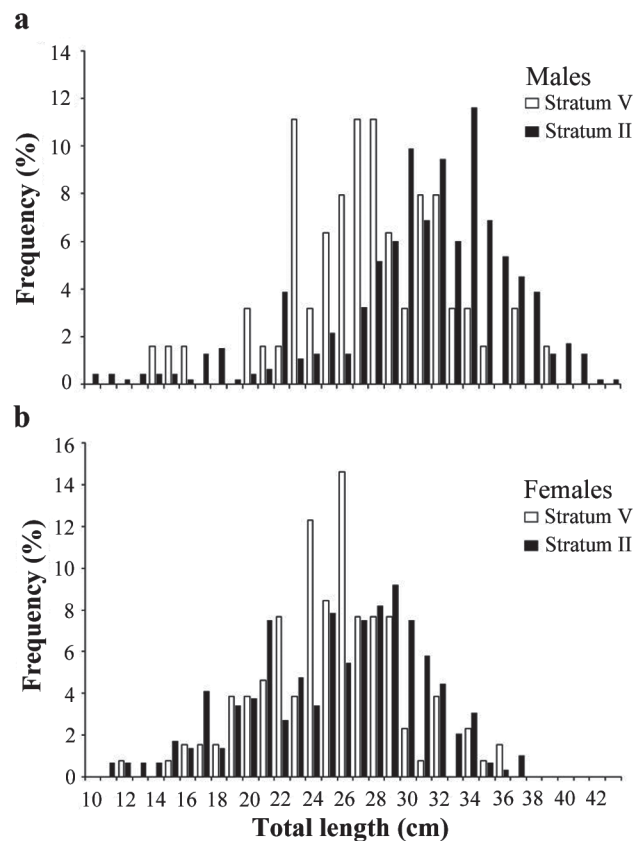 a
14
12
10
8
6
4
2
0
Frequency (%)
Males
Stratum V
Stratum II
b
16
14
12
10
8
6
4
2
0
Frequency (%)
Females
Stratum V
Stratum II
10 12 14 16 18 20 22 24 26 28 30 32 34 36 38 40 42
Total length (cm)